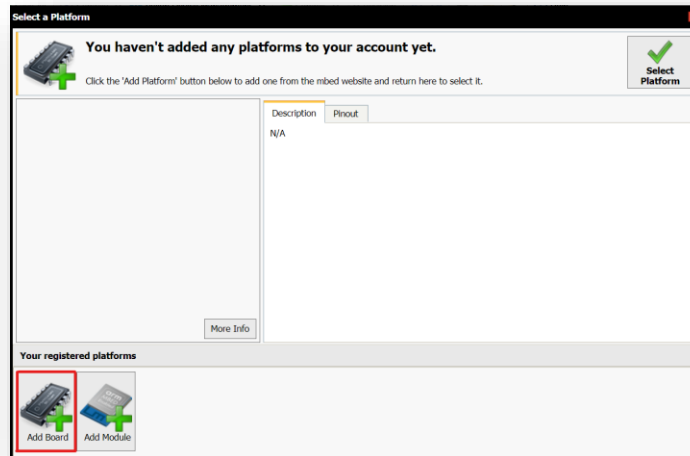 Select a Platform
You haven't added any platforms to your account yet.
Click the 'Add Platform' button below to add one from the mbed website and return here to select it.
Select
Platform
Description
Pinout
N/A
More Info
Your registered platforms
Add Board
Add Module